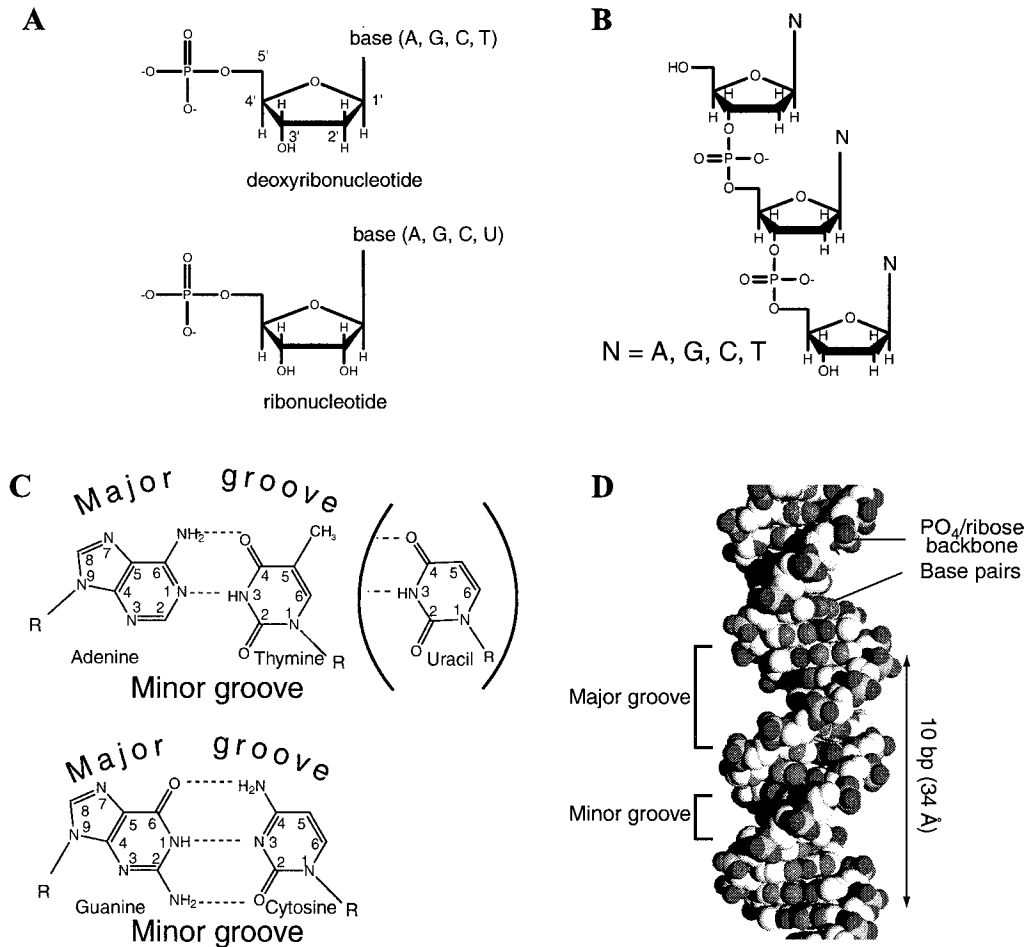 A
base (A, G, C, T)
O
-O P O
O-
5'
O
4' H H 1'
H 3' 2' H
OH H
deoxyribonucleotide
base (A, G, C, U)
O
-O P O
O-
O
H H
H H
OH OH
ribonucleotide
B
N
HO
O
H H
H H
O
N
O=P-O-
O
O
H H
H H
O
N
O=P-O-
O
O
H H
H
OH H
N = A, G, C, T
C
Major groove
N 7 NH2 O CH3
8 5 6 4 5
9 N 4 1 N HN 3 6
N 3 2 2 1 N
R O R
Adenine Thymine
O
4 5
HN 3 6
2 1 N
O R
Uracil
Minor groove
Major groove
N 7 O H2N
8 5 6 4 5
9 N 4 1 NH N 3 6
N 3 2 2 1 N
R NH2 O R
Guanine Cytosine
Minor groove
D
PO4/ribose
backbone
Base pairs
Major groove
Minor groove
10 bp (34 Å)